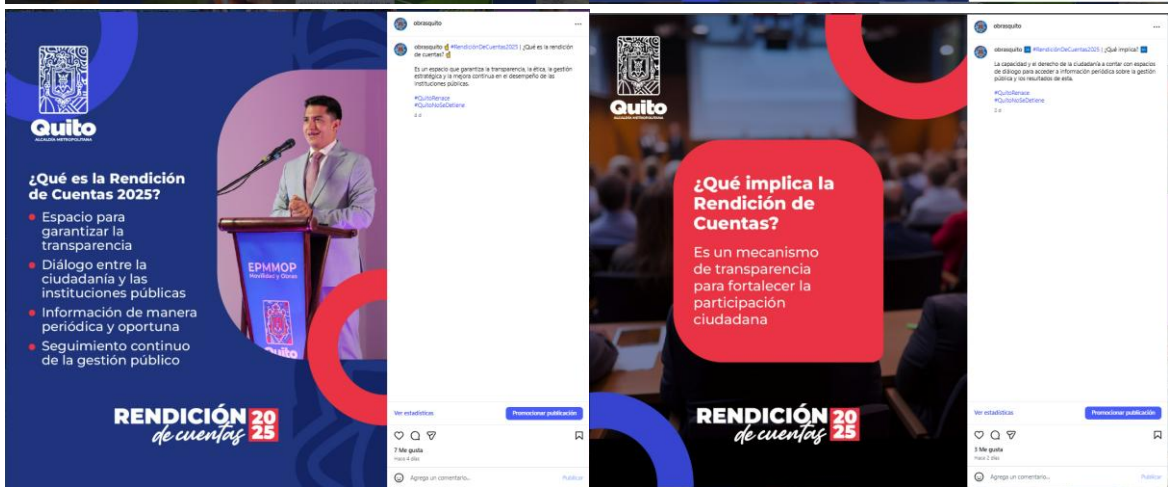 Quito
ALCALDÍA METROPOLITANA
¿Qué es la Rendición
de Cuentas 2025?
• Espacio para
garantizar la
transparencia
• Diálogo entre la
ciudadanía y las
instituciones públicas
• Información de manera
periódica y oportuna
• Seguimiento continuo
de la gestión público
EPMMOP
Movilidad y Obras
Quito
RENDICIÓN 2025
de cuentas
obrasquito
obrasquito #RendiciónDeCuentas2025 | ¿Qué es la rendición
de cuentas?
Es un espacio que garantiza la transparencia, la ética, la gestión
estratégica y la mejora continua en el desempeño de las
instituciones públicas.
#QuitoRenace
#QuitoNoSeDetiene
Ver estadísticas
Promocionar publicación
7 Me gusta
Hace 4 días
Agrega un comentario...
Publicar
Quito
ALCALDÍA METROPOLITANA
¿Qué implica la
Rendición de
Cuentas?
Es un mecanismo
de transparencia
para fortalecer la
participación
ciudadana
RENDICIÓN 2025
de cuentas
obrasquito
obrasquito #RendiciónDeCuentas2025 | ¿Qué implica?
La capacidad y el derecho de la ciudadanía a contar con espacios
de diálogo para acceder a información periódica sobre la gestión
pública y los resultados de esta.
#QuitoRenace
#QuitoNoSeDetiene
2 d
Ver estadísticas
Promocionar publicación
3 Me gusta
Hace 2 días
Agrega un comentario...
Publicar